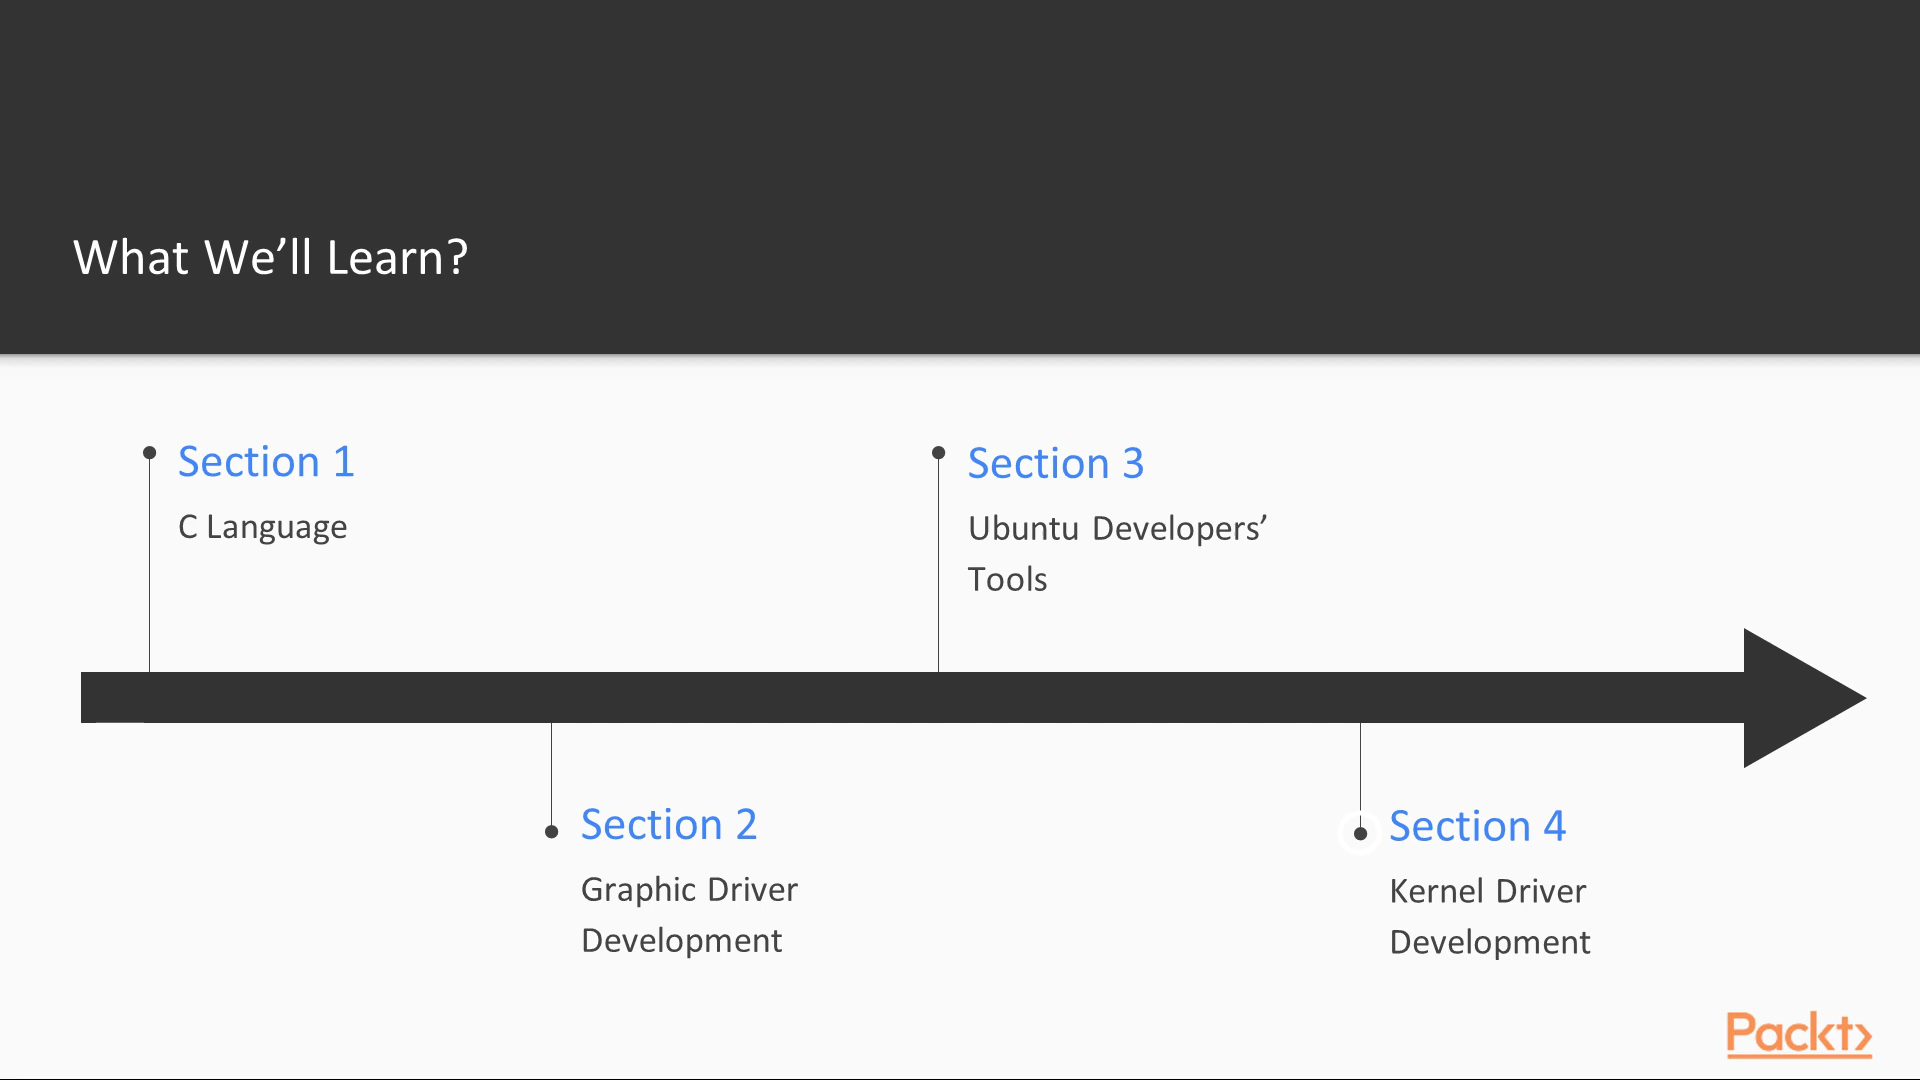 What We’ll Learn?
Section 1
C Language
Section 2
Graphic Driver
Development
Section 3
Ubuntu Developers’
Tools
Section 4
Kernel Driver
Development
Packt